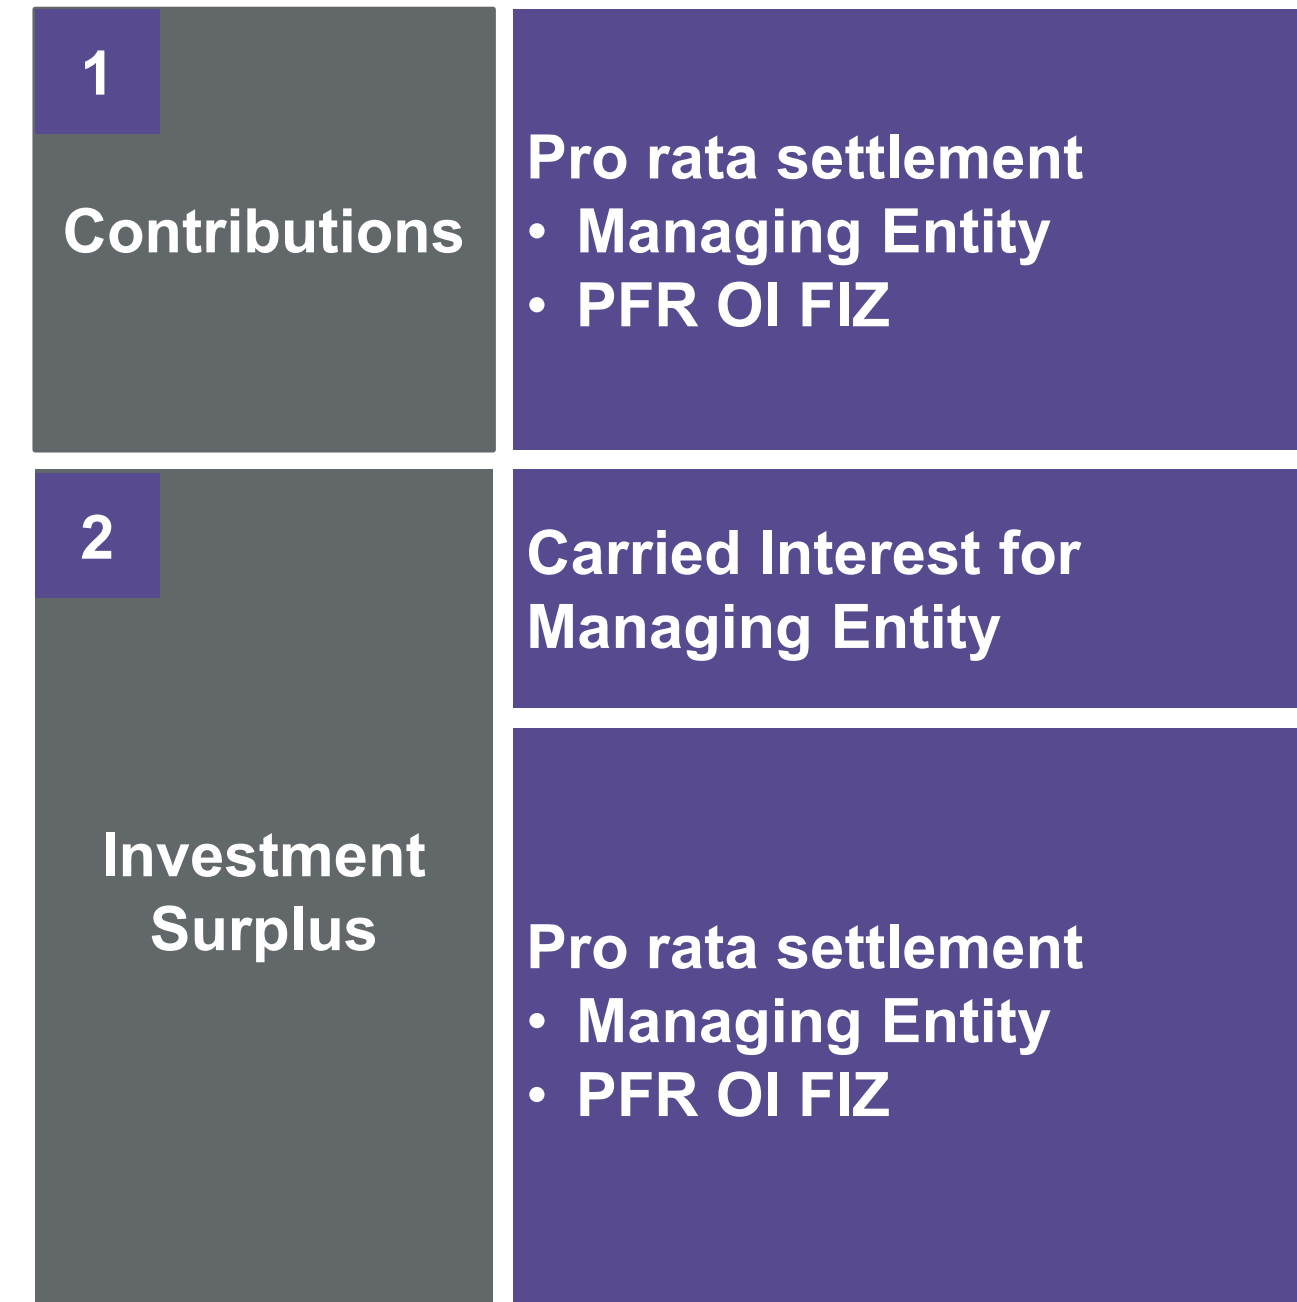 1
Contributions
Pro rata settlement
• Managing Entity
• PFR OI FIZ
2
Investment
Surplus
Carried Interest for
Managing Entity
Pro rata settlement
• Managing Entity
• PFR OI FIZ